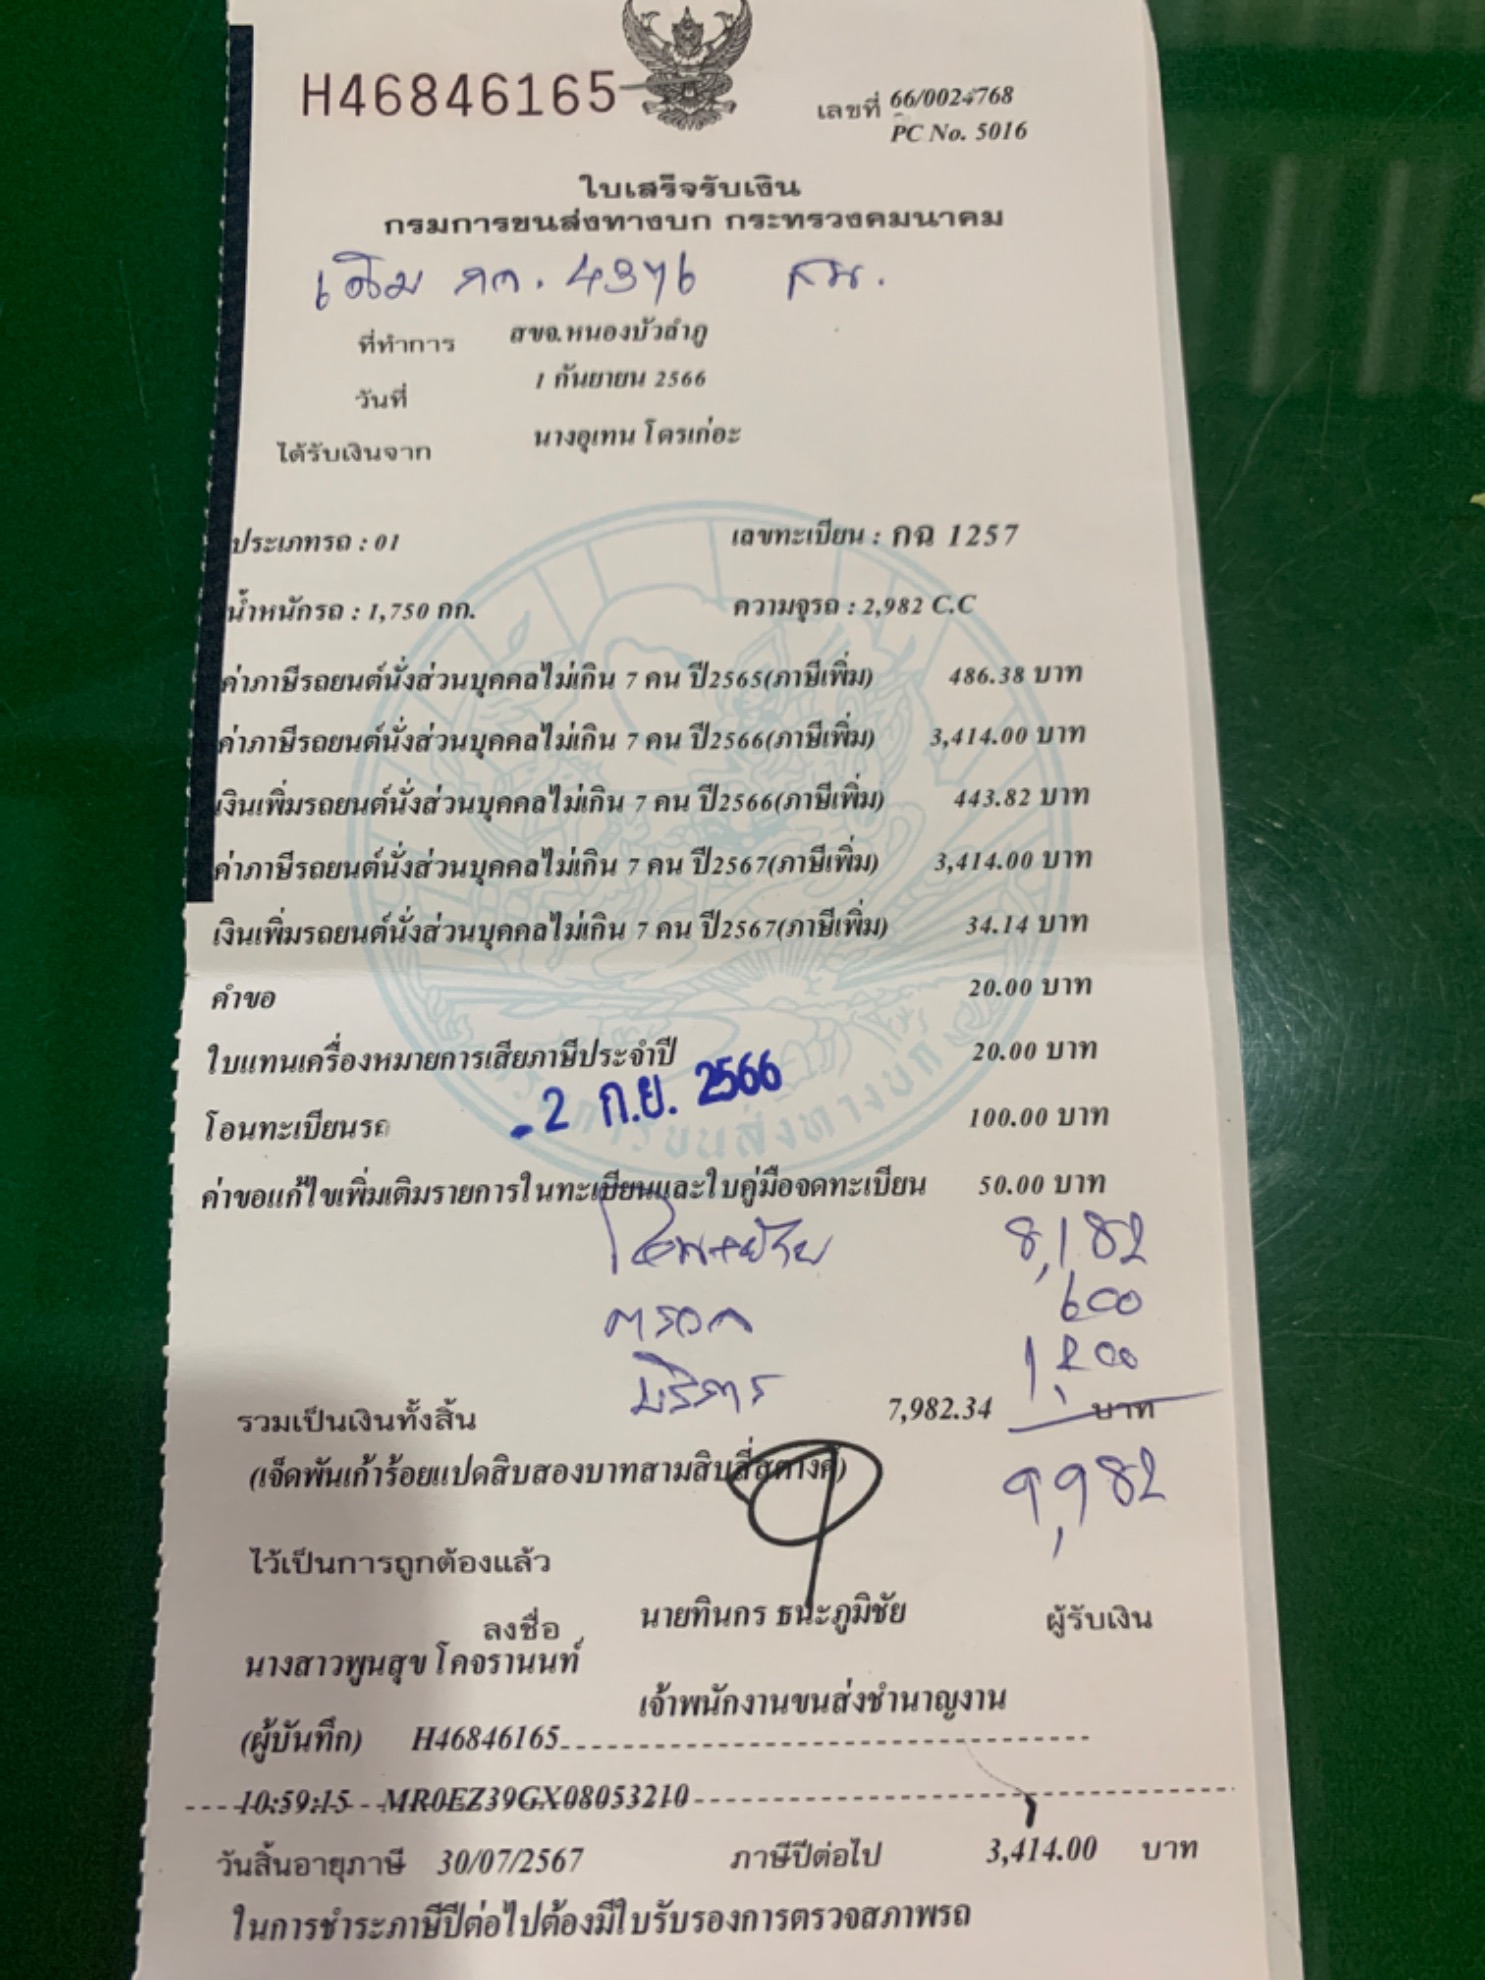 H46846165
เลขที่ 66/0024768
PC No. 5016
ใบเสร็จรับเงิน
กรมการขนส่งทางบก กระทรวงคมนาคม
เดิม กก. 4376 สน.
ที่ทำการ สขจ.หนองบัวลำภู
วันที่ 1 กันยายน 2566
ได้รับเงินจาก นางอุเทน โครเก่อะ
ประเภทรถ : 01 เลขทะเบียน : กฉ 1257
น้ำหนักรถ : 1,750 กก. ความจุรถ : 2,982 C.C
ค่าภาษีรถยนต์นั่งส่วนบุคคลไม่เกิน 7 คน ปี2565(ภาษีเพิ่ม) 486.38 บาท
ค่าภาษีรถยนต์นั่งส่วนบุคคลไม่เกิน 7 คน ปี2566(ภาษีเพิ่ม) 3,414.00 บาท
เงินเพิ่มรถยนต์นั่งส่วนบุคคลไม่เกิน 7 คน ปี2566(ภาษีเพิ่ม) 443.82 บาท
ค่าภาษีรถยนต์นั่งส่วนบุคคลไม่เกิน 7 คน ปี2567(ภาษีเพิ่ม) 3,414.00 บาท
เงินเพิ่มรถยนต์นั่งส่วนบุคคลไม่เกิน 7 คน ปี2567(ภาษีเพิ่ม) 34.14 บาท
คำขอ 20.00 บาท
ใบแทนเครื่องหมายการเสียภาษีประจำปี 20.00 บาท
-2 ก.ย. 2566
กรมการขนส่งทางบก
โอนทะเบียนรถ 100.00 บาท
ค่าขอแก้ไขเพิ่มเติมรายการในทะเบียนและใบคู่มือจดทะเบียน 50.00 บาท
8,182
ตรวจ 600
บริการ 1,200
รวมเป็นเงินทั้งสิ้น 7,982.34 บาท
(เจ็ดพันเก้าร้อยแปดสิบสองบาทสามสิบสี่สตางค์)
9,982
ไว้เป็นการถูกต้องแล้ว
ลงชื่อ นายทินกร ธนะภูมิชัย ผู้รับเงิน
นางสาวพูนสุข โคจรานนท์
เจ้าพนักงานขนส่งชำนาญงาน
(ผู้บันทึก) H46846165
10:59:15 MR0EZ39GX08053210
วันสิ้นอายุภาษี 30/07/2567 ภาษีปีต่อไป 3,414.00 บาท
ในการชำระภาษีปีต่อไปต้องมีใบรับรองการตรวจสภาพรถ